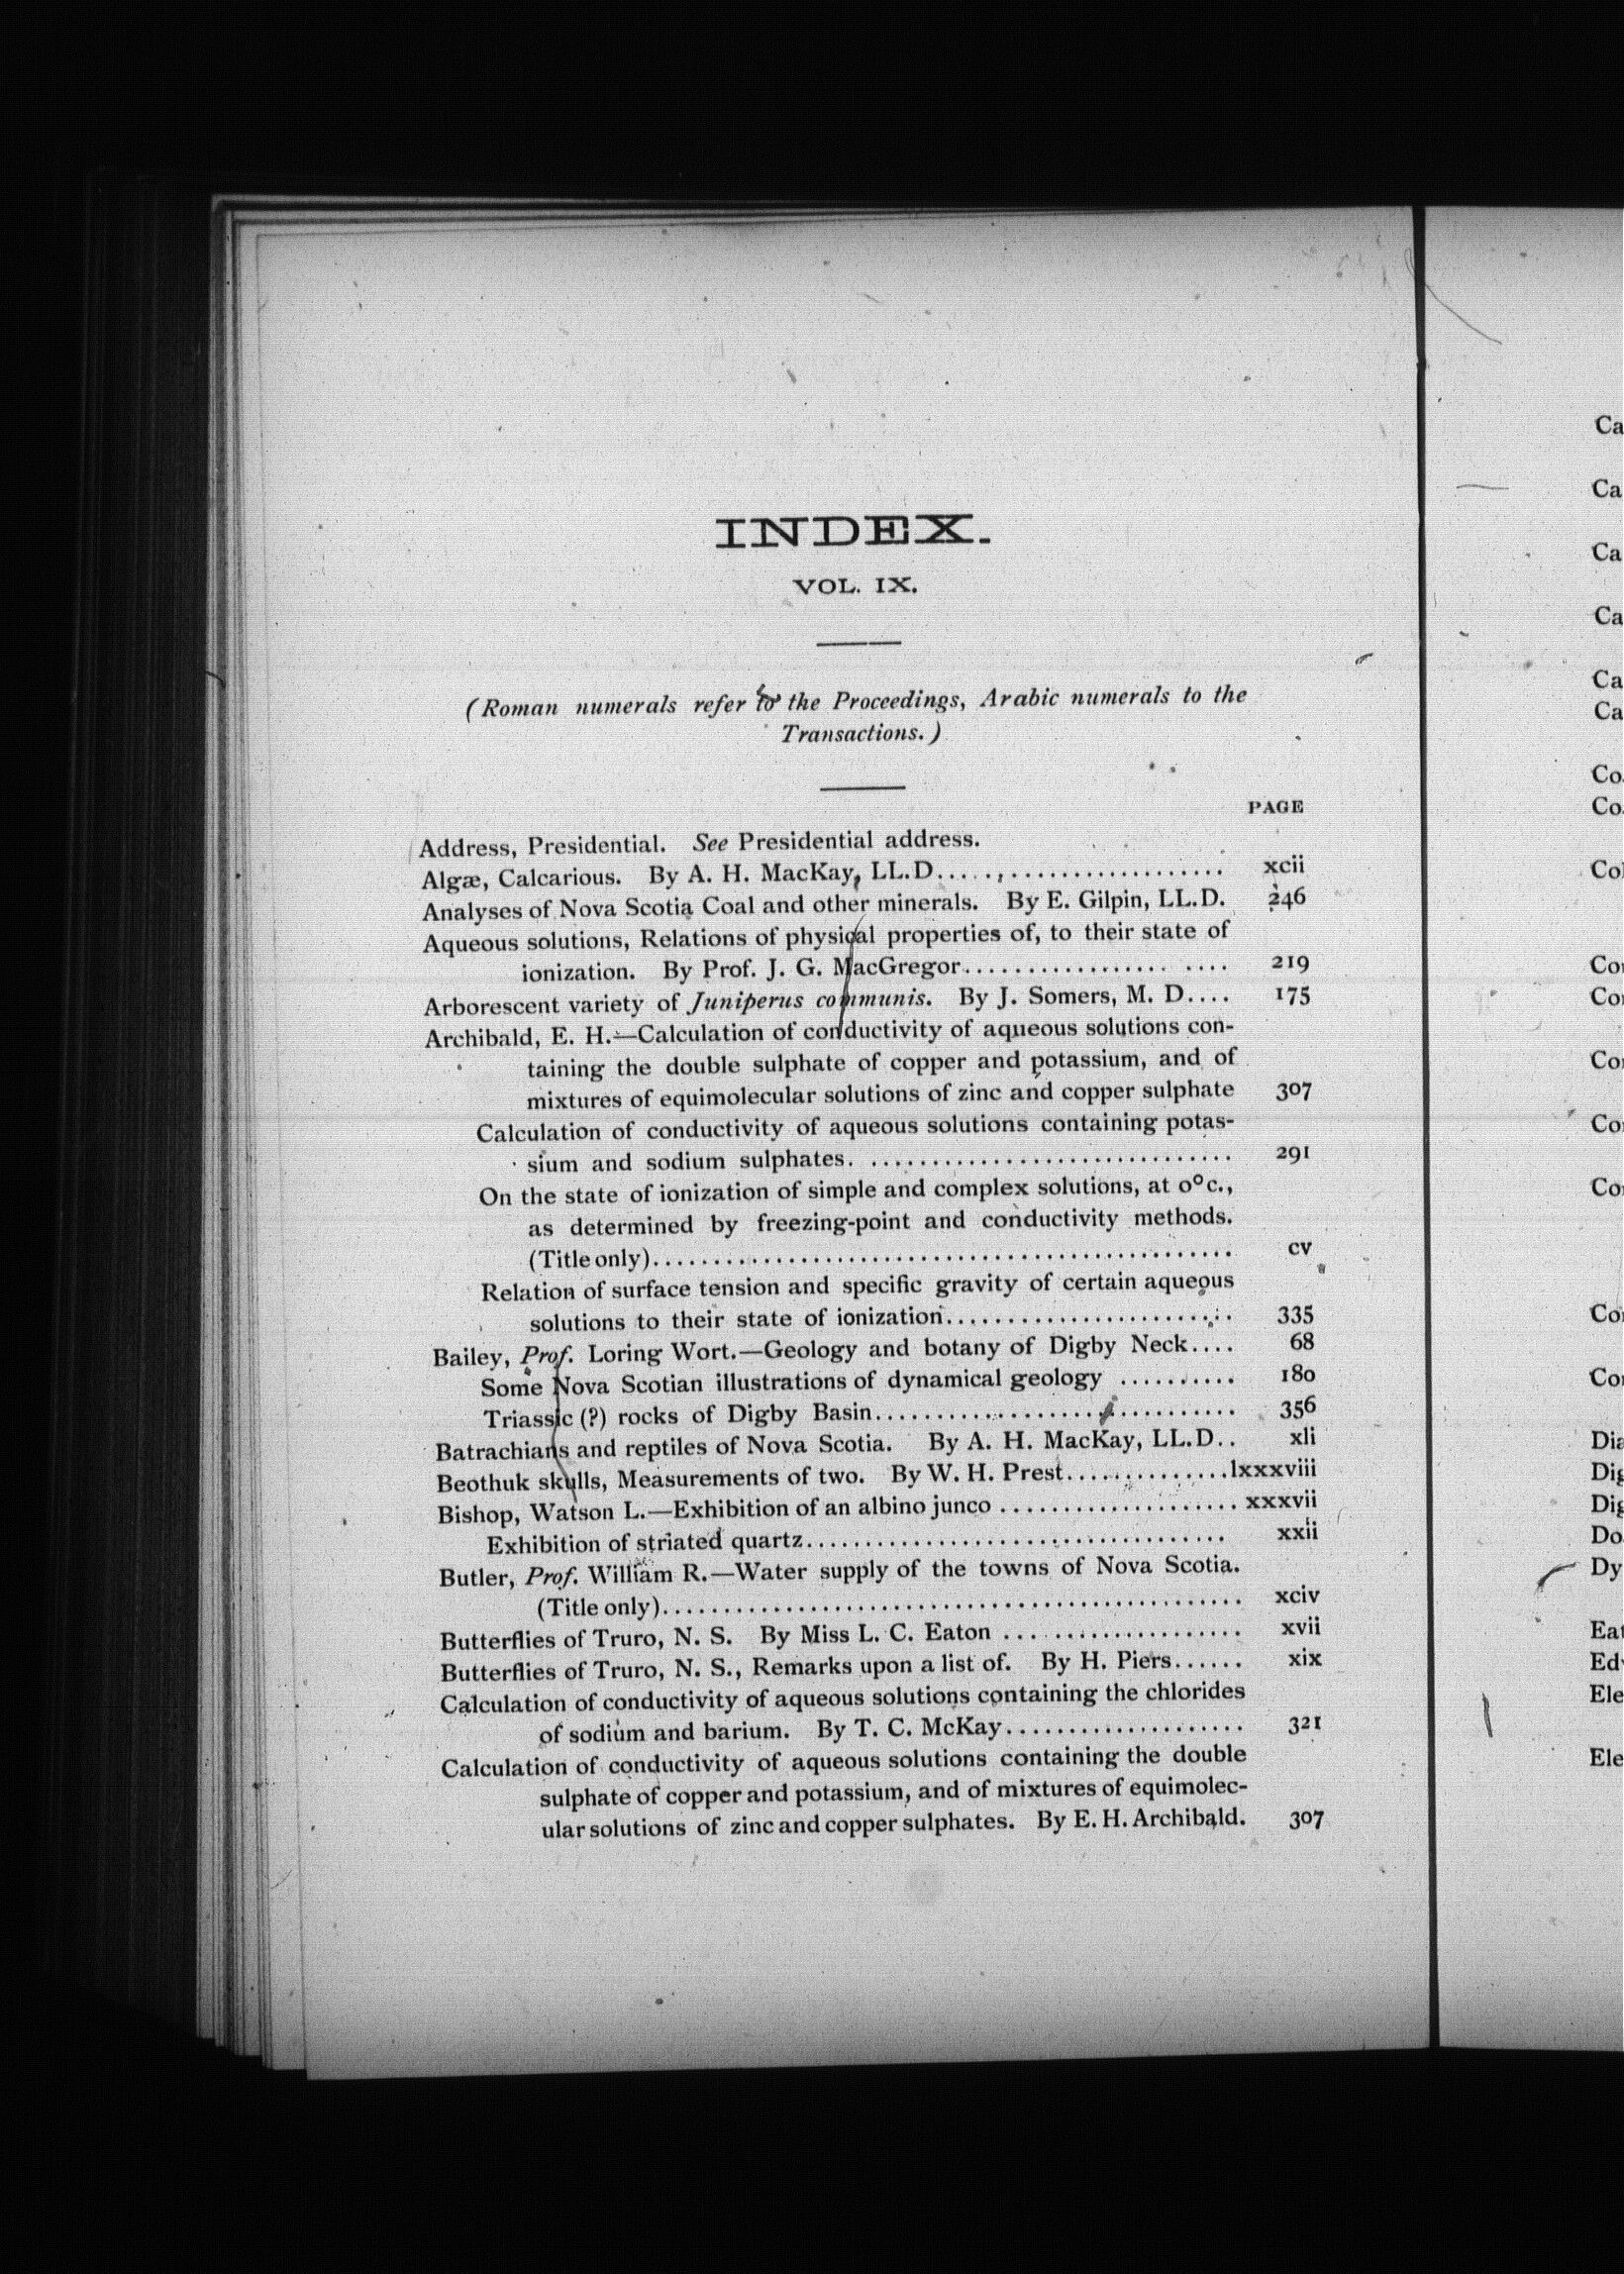 INDEX.
VOL. IX.
(Roman numerals refer to the Proceedings, Arabic numerals to the
Transactions.)
PAGE
Address, Presidential. See Presidential address.
Algæ, Calcarious. By A. H. MacKay, LL.D........................ xcii
Analyses of Nova Scotia Coal and other minerals. By E. Gilpin, LL.D. 246
Aqueous solutions, Relations of physical properties of, to their state of
ionization. By Prof. J. G. MacGregor................. .... 219
Arborescent variety of Juniperus communis. By J. Somers, M. D.... 175
Archibald, E. H.—Calculation of conductivity of aqueous solutions con-
taining the double sulphate of copper and potassium, and of
mixtures of equimolecular solutions of zinc and copper sulphate 307
Calculation of conductivity of aqueous solutions containing potas-
sium and sodium sulphates. .............................. 291
On the state of ionization of simple and complex solutions, at 0°c.,
as determined by freezing-point and conductivity methods.
(Title only)................................................ cv
Relation of surface tension and specific gravity of certain aqueous
solutions to their state of ionization........................ 335
Bailey, Prof. Loring Wort.—Geology and botany of Digby Neck.... 68
Some Nova Scotian illustrations of dynamical geology .......... 180
Triassic (?) rocks of Digby Basin.............................. 356
Batrachians and reptiles of Nova Scotia. By A. H. MacKay, LL.D.. xli
Beothuk skulls, Measurements of two. By W. H. Prest..............lxxxviii
Bishop, Watson L.—Exhibition of an albino junco .................... xxxvii
Exhibition of striated quartz................................... xxii
Butler, Prof. William R.—Water supply of the towns of Nova Scotia.
(Title only)................................................ xciv
Butterflies of Truro, N. S. By Miss L. C. Eaton .................... xvii
Butterflies of Truro, N. S., Remarks upon a list of. By H. Piers...... xix
Calculation of conductivity of aqueous solutions containing the chlorides
of sodium and barium. By T. C. McKay.................... 321
Calculation of conductivity of aqueous solutions containing the double
sulphate of copper and potassium, and of mixtures of equimolec-
ular solutions of zinc and copper sulphates. By E. H. Archibald. 307